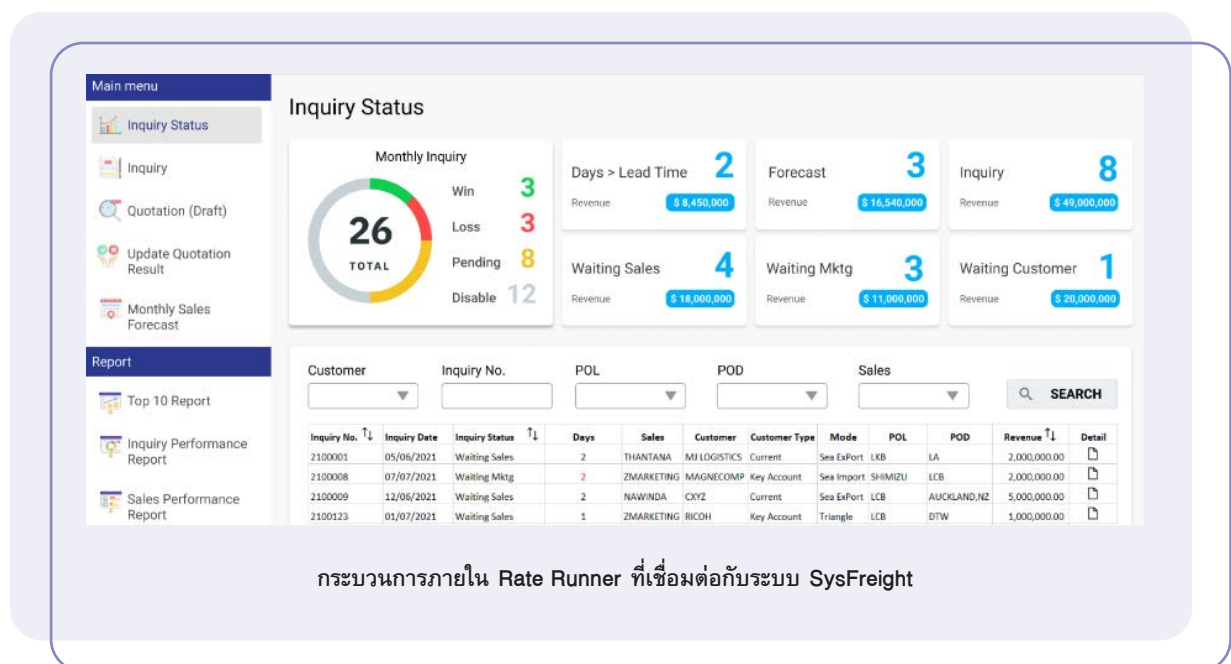 Main menu
Inquiry Status
Inquiry
Quotation (Draft)
Update Quotation
Result
Monthly Sales
Forecast
Report
Top 10 Report
Inquiry Performance
Report
Sales Performance
Report
Inquiry Status
Monthly Inquiry
26
TOTAL
Win 3
Loss 3
Pending 8
Disable 12
Days > Lead Time 2
Revenue $ 8,450,000
Forecast 3
Revenue $ 16,540,000
Inquiry 8
Revenue $ 49,000,000
Waiting Sales 4
Revenue $ 18,000,000
Waiting Mktg 3
Revenue $ 11,000,000
Waiting Customer 1
Revenue $ 20,000,000
Customer Inquiry No. POL POD Sales
SEARCH
Inquiry No. ↑↓ Inquiry Date Inquiry Status ↑↓ Days Sales Customer Customer Type Mode POL POD Revenue ↑↓ Detail
2100001 05/06/2021 Waiting Sales 2 THANTANA MJ LOGISTICS Current Sea ExPort LKB LA 2,000,000.00
2100008 07/07/2021 Waiting Mktg 2 ZMARKETING MAGNECOMP Key Account Sea Import SHIMIZU LCB 2,000,000.00
2100009 12/06/2021 Waiting Sales 2 NAWINDA CXYZ Current Sea ExPort LCB AUCKLAND,NZ 5,000,000.00
2100123 01/07/2021 Waiting Sales 1 ZMARKETING RICOH Key Account Triangle LCB DTW 1,000,000.00
กระบวนการภายใน Rate Runner ที่เชื่อมต่อกับระบบ SysFreight